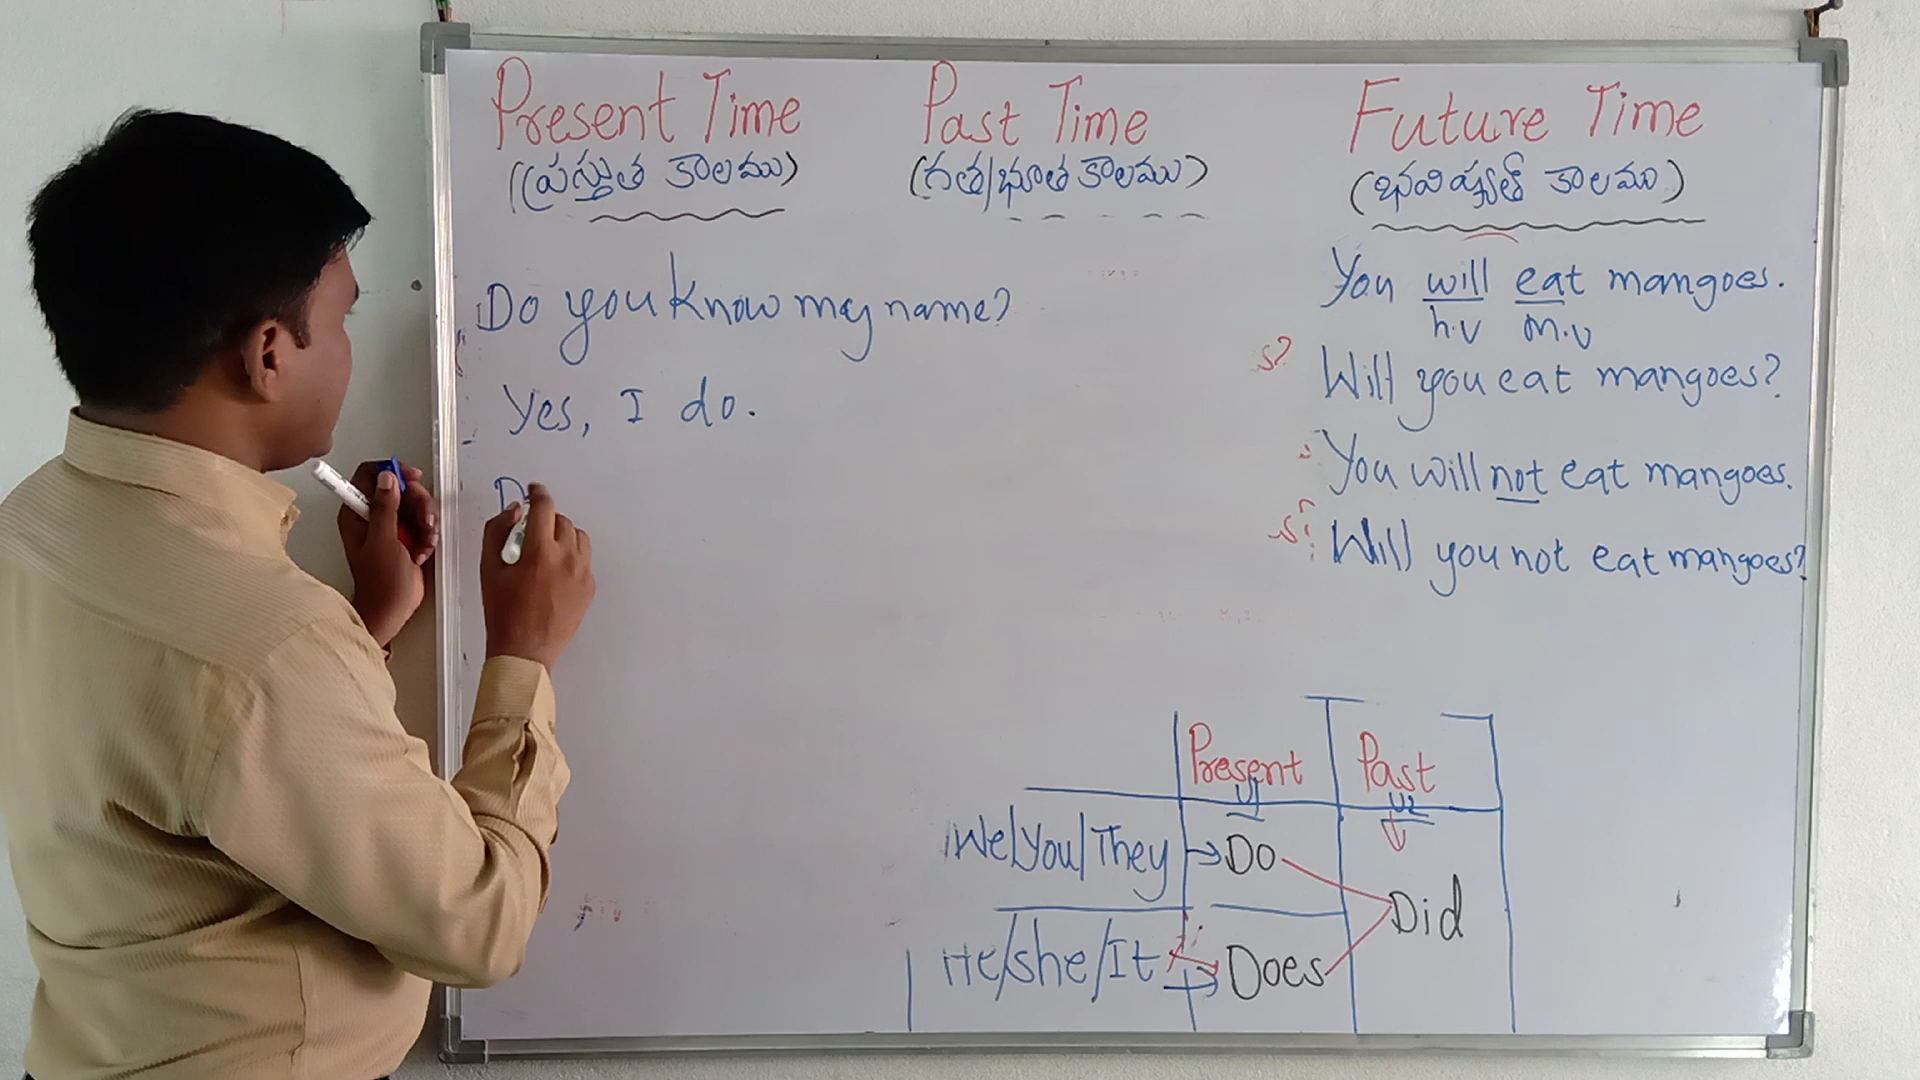 Present Time
(ప్రస్తుత కాలము)
Do you know my name?
Yes, I do.
Past Time
(గత/భూత కాలము)
Future Time
(భవిష్యత్ కాలము)
You will eat mangoes.
h.v m.v
s? Will you eat mangoes?
You will not eat mangoes.
Will you not eat mangoes?
Present Past
V1 V2
I/We/You/They → Do
Did
He/She/It → Does